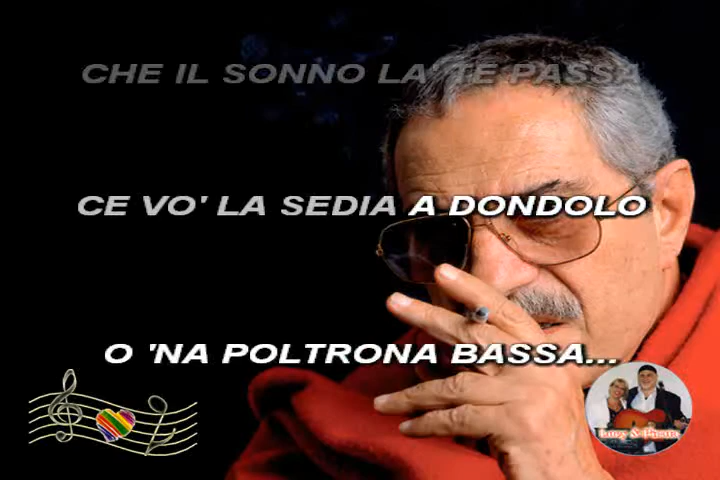 CHE IL SONNO LA' TE PASSA
CE VO' LA SEDIA A DONDOLO
O 'NA POLTRONA BASSA...